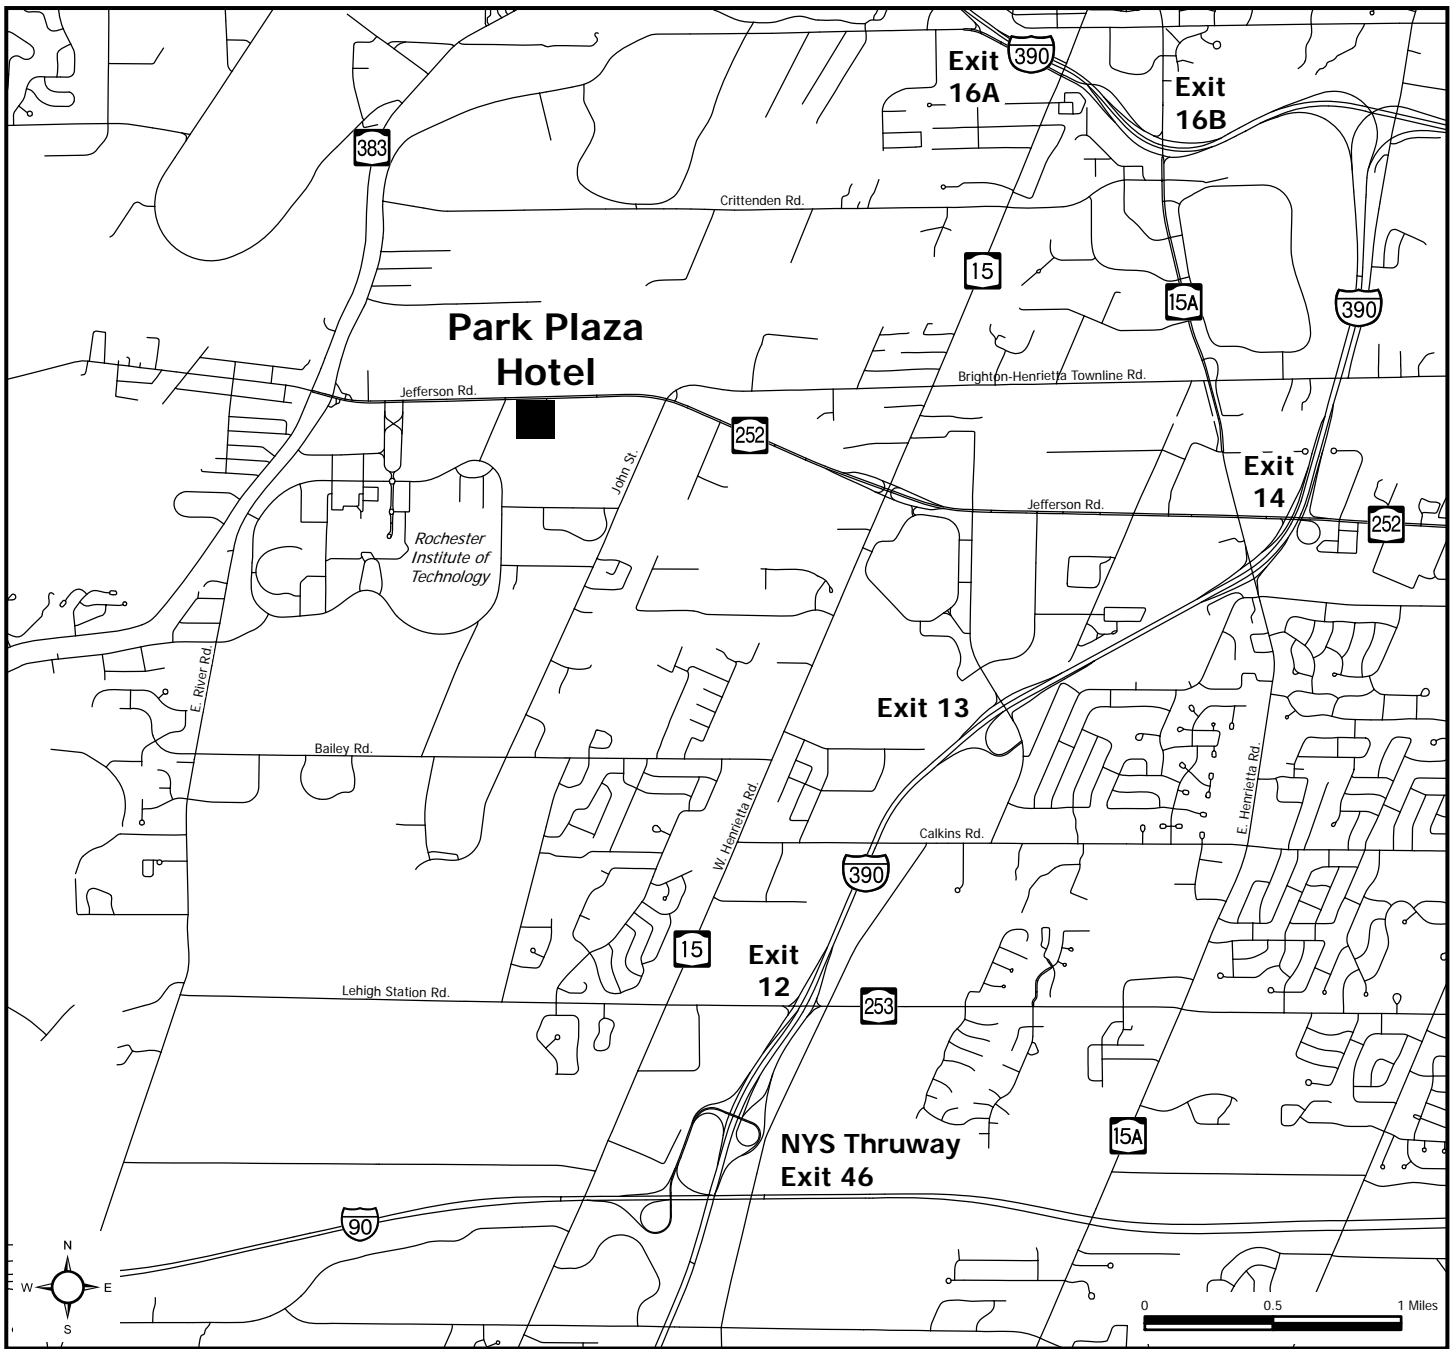 Exit
16A
390
Exit
16B
383
Crittenden Rd.
15
15A
390
Park Plaza
Hotel
Brighton-Henrietta Townline Rd.
Jefferson Rd.
252
John St.
Exit
14
Jefferson Rd.
252
Rochester
Institute of
Technology
E. River Rd.
Exit 13
Bailey Rd.
E. Henrietta Rd.
W. Henrietta Rd.
Calkins Rd.
390
15
Exit
12
Lehigh Station Rd.
253
15A
NYS Thruway
Exit 46
90
N
W
E
S
0
0.5
1 Miles